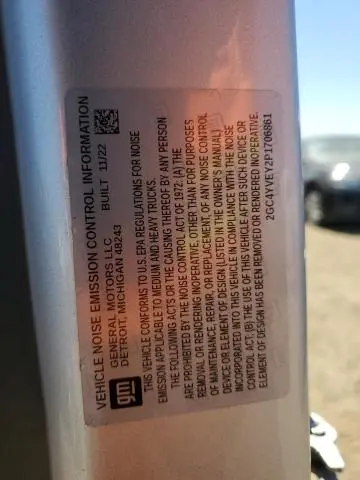 VEHICLE NOISE EMISSION CONTROL INFORMATION
gm
GENERAL MOTORS LLC
DETROIT, MICHIGAN 48243
BUILT 11/22
THIS VEHICLE CONFORMS TO U.S. EPA REGULATIONS FOR NOISE
EMISSION APPLICABLE TO MEDIUM AND HEAVY TRUCKS.
THE FOLLOWING ACTS OR THE CAUSING THEREOF BY ANY PERSON
ARE PROHIBITED BY THE NOISE CONTROL ACT OF 1972: (A) THE
REMOVAL OR RENDERING INOPERATIVE, OTHER THAN FOR PURPOSES
OF MAINTENANCE, REPAIR, OR REPLACEMENT, OF ANY NOISE CONTROL
DEVICE OR ELEMENT OF DESIGN (LISTED IN THE OWNER'S MANUAL)
INCORPORATED INTO THIS VEHICLE IN COMPLIANCE WITH THE NOISE
CONTROL ACT; (B) THE USE OF THIS VEHICLE AFTER SUCH DEVICE OR
ELEMENT OF DESIGN HAS BEEN REMOVED OR RENDERED INOPERATIVE.
2GC4YVEY2P1706861